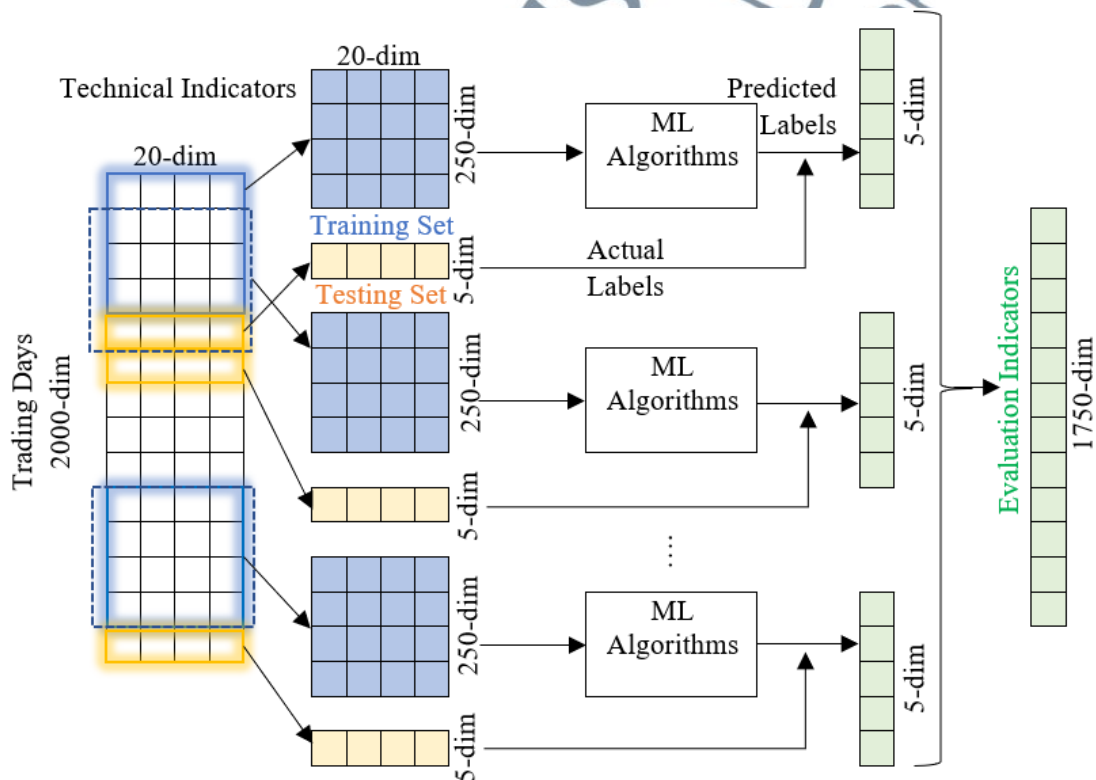 20-dim
Technical Indicators
250-dim
ML
Algorithms
Predicted
Labels
5-dim
20-dim
Training Set
5-dim
Actual
Labels
Testing Set
Trading Days
2000-dim
250-dim
ML
Algorithms
5-dim
5-dim
Evaluation Indicators
1750-dim
250-dim
ML
Algorithms
5-dim
5-dim